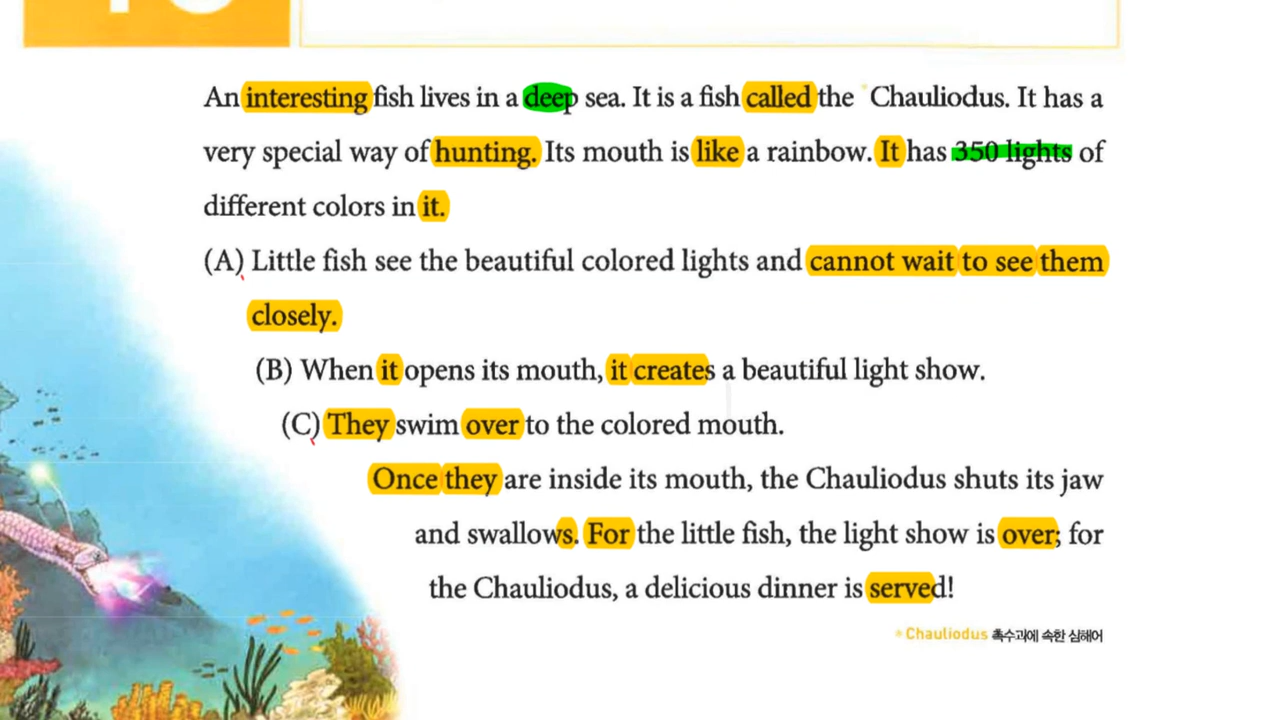 An interesting fish lives in a deep sea. It is a fish called the *Chauliodus. It has a
very special way of hunting. Its mouth is like a rainbow. It has 350 lights of
different colors in it.
(A) Little fish see the beautiful colored lights and cannot wait to see them
closely.
(B) When it opens its mouth, it creates a beautiful light show.
(C) They swim over to the colored mouth.
Once they are inside its mouth, the Chauliodus shuts its jaw
and swallows. For the little fish, the light show is over; for
the Chauliodus, a delicious dinner is served!
*Chauliodus 촉수과에 속한 심해어